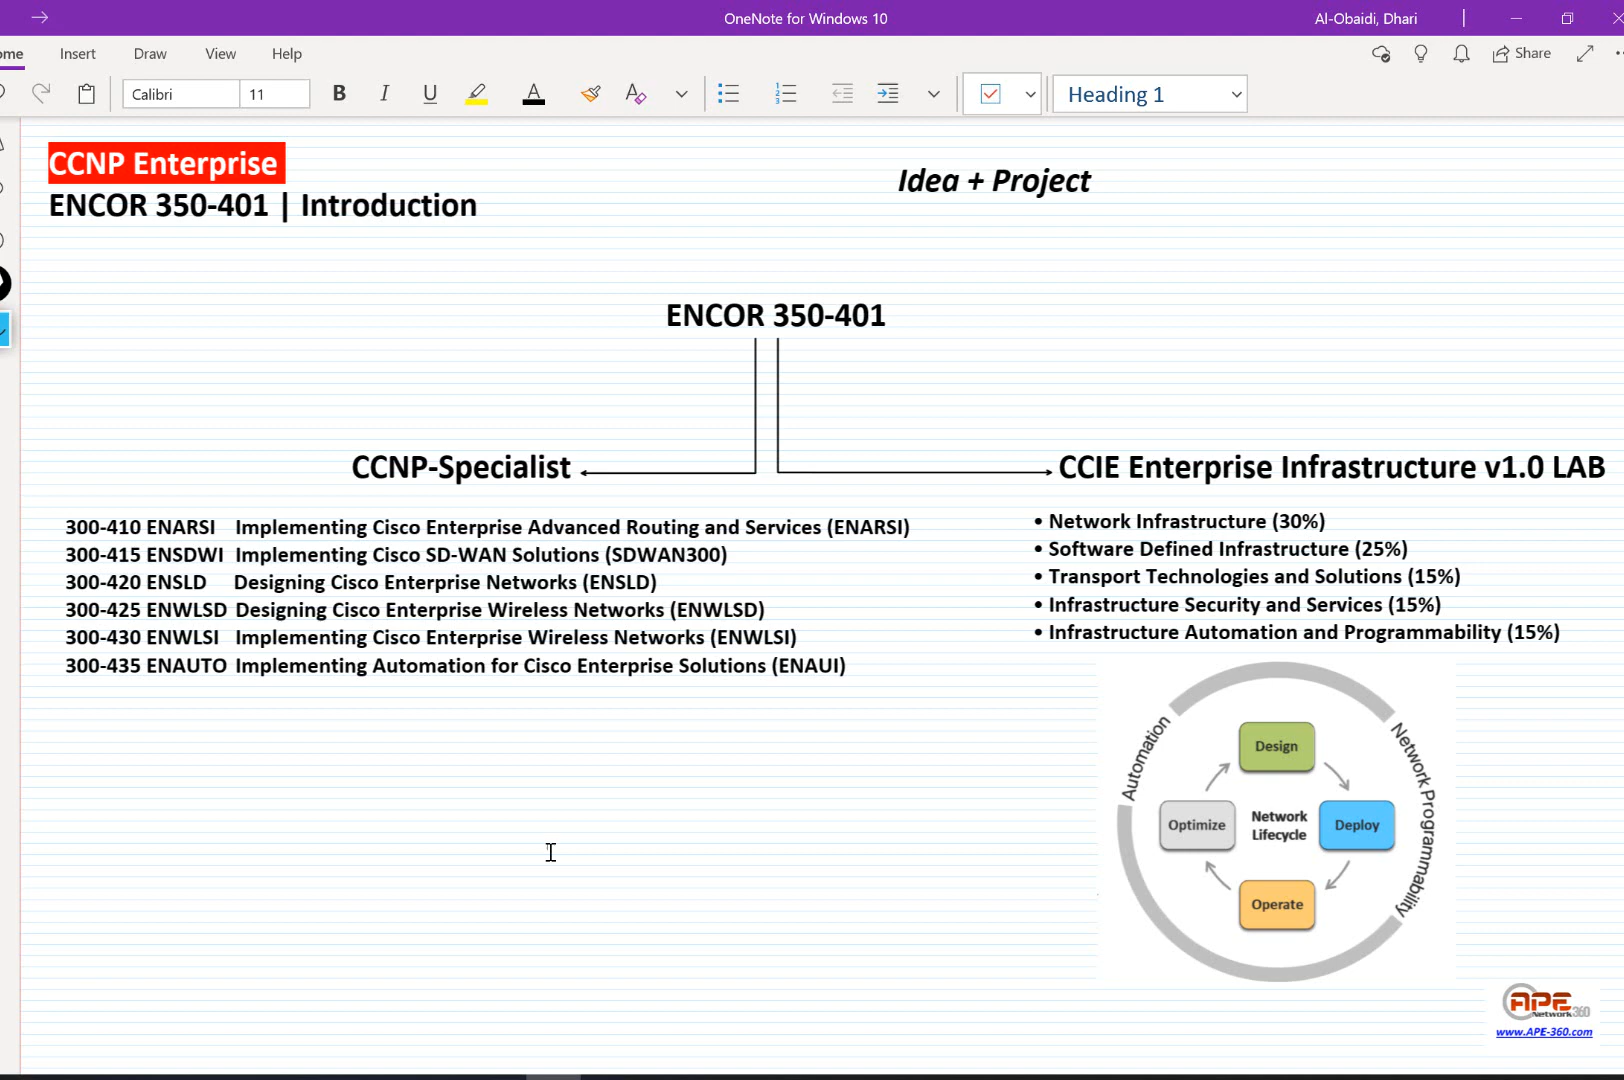 OneNote for Windows 10
Al-Obaidi, Dhari
ome
Insert
Draw
View
Help
Share
Calibri
11
B
I
U
A
Heading 1
CCNP Enterprise
ENCOR 350-401 | Introduction
Idea + Project
ENCOR 350-401
CCNP-Specialist
300-410 ENARSI Implementing Cisco Enterprise Advanced Routing and Services (ENARSI)
300-415 ENSDWI Implementing Cisco SD-WAN Solutions (SDWAN300)
300-420 ENSLD Designing Cisco Enterprise Networks (ENSLD)
300-425 ENWLSD Designing Cisco Enterprise Wireless Networks (ENWLSD)
300-430 ENWLSI Implementing Cisco Enterprise Wireless Networks (ENWLSI)
300-435 ENAUTO Implementing Automation for Cisco Enterprise Solutions (ENAUI)
CCIE Enterprise Infrastructure v1.0 LAB
• Network Infrastructure (30%)
• Software Defined Infrastructure (25%)
• Transport Technologies and Solutions (15%)
• Infrastructure Security and Services (15%)
• Infrastructure Automation and Programmability (15%)
Automation
Network Programmability
Design
Optimize
Network
Lifecycle
Deploy
Operate
APE
Network360
www.APE-360.com